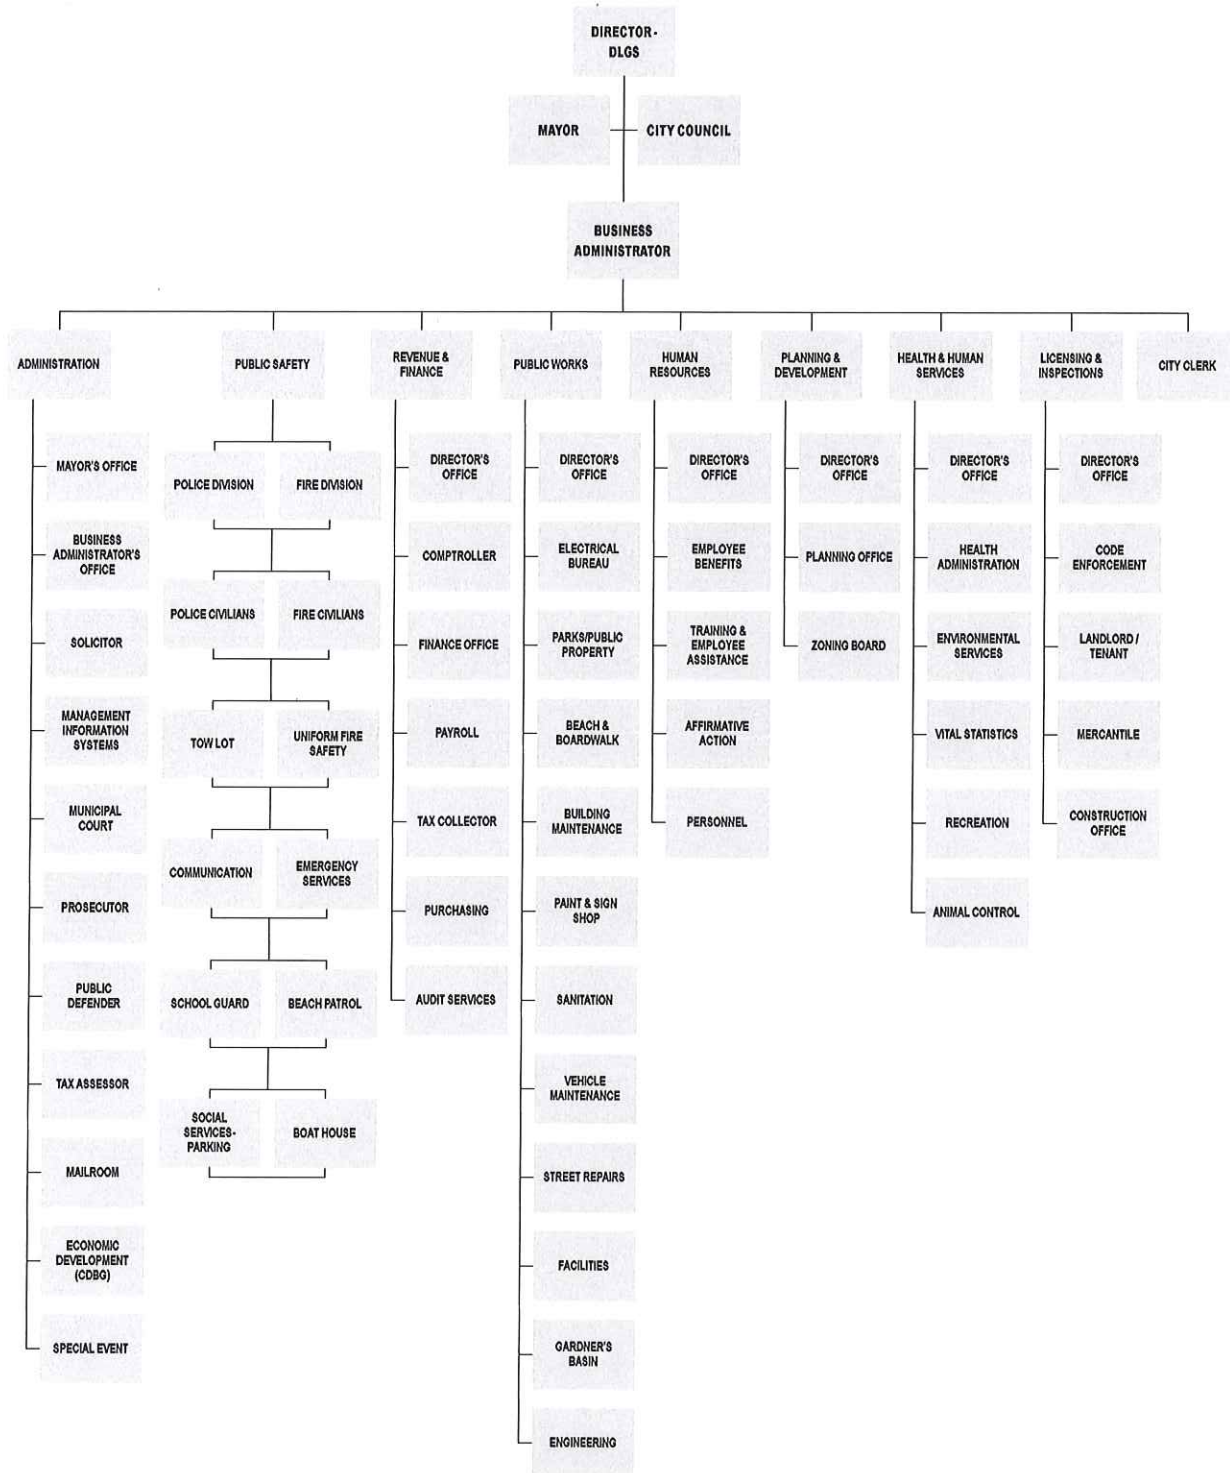 DIRECTOR-
DLGS
MAYOR
CITY COUNCIL
BUSINESS
ADMINISTRATOR
ADMINISTRATION
PUBLIC SAFETY
REVENUE &
FINANCE
PUBLIC WORKS
HUMAN
RESOURCES
PLANNING &
DEVELOPMENT
HEALTH & HUMAN
SERVICES
LICENSING &
INSPECTIONS
CITY CLERK
MAYOR'S OFFICE
BUSINESS
ADMINISTRATOR'S
OFFICE
SOLICITOR
MANAGEMENT
INFORMATION
SYSTEMS
MUNICIPAL
COURT
PROSECUTOR
PUBLIC
DEFENDER
TAX ASSESSOR
MAILROOM
ECONOMIC
DEVELOPMENT
(CDBG)
SPECIAL EVENT
POLICE DIVISION
FIRE DIVISION
POLICE CIVILIANS
FIRE CIVILIANS
TOW LOT
UNIFORM FIRE
SAFETY
COMMUNICATION
EMERGENCY
SERVICES
SCHOOL GUARD
BEACH PATROL
SOCIAL
SERVICES-
PARKING
BOAT HOUSE
DIRECTOR'S
OFFICE
COMPTROLLER
FINANCE OFFICE
PAYROLL
TAX COLLECTOR
PURCHASING
AUDIT SERVICES
DIRECTOR'S
OFFICE
ELECTRICAL
BUREAU
PARKS/PUBLIC
PROPERTY
BEACH &
BOARDWALK
BUILDING
MAINTENANCE
PAINT & SIGN
SHOP
SANITATION
VEHICLE
MAINTENANCE
STREET REPAIRS
FACILITIES
GARDNER'S
BASIN
ENGINEERING
DIRECTOR'S
OFFICE
EMPLOYEE
BENEFITS
TRAINING &
EMPLOYEE
ASSISTANCE
AFFIRMATIVE
ACTION
PERSONNEL
DIRECTOR'S
OFFICE
PLANNING OFFICE
ZONING BOARD
DIRECTOR'S
OFFICE
HEALTH
ADMINISTRATION
ENVIRONMENTAL
SERVICES
VITAL STATISTICS
RECREATION
ANIMAL CONTROL
DIRECTOR'S
OFFICE
CODE
ENFORCEMENT
LANDLORD /
TENANT
MERCANTILE
CONSTRUCTION
OFFICE